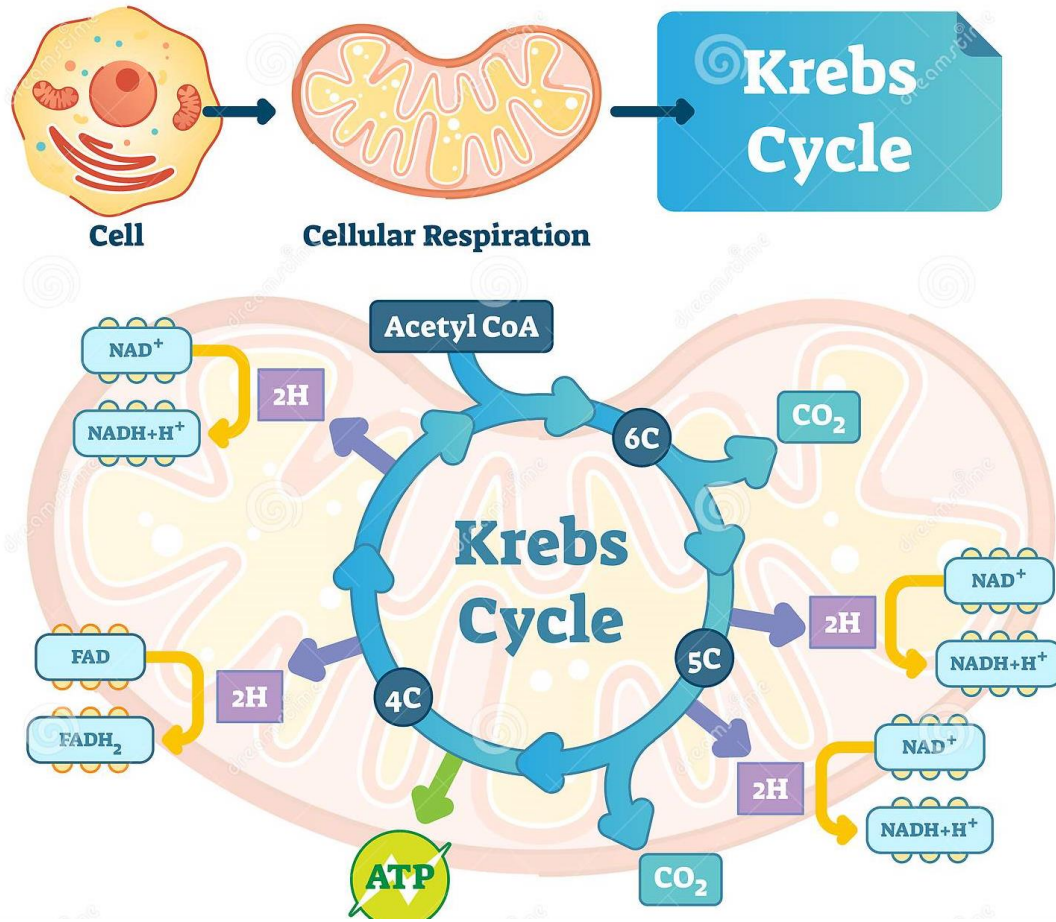 Krebs
Cycle
Cell
Cellular Respiration
Acetyl CoA
NAD⁺
2H
NADH+H⁺
6C
CO₂
Krebs
Cycle
NAD⁺
2H
NADH+H⁺
5C
FAD
2H
FADH₂
4C
NAD⁺
2H
NADH+H⁺
ATP
CO₂
dreamstime